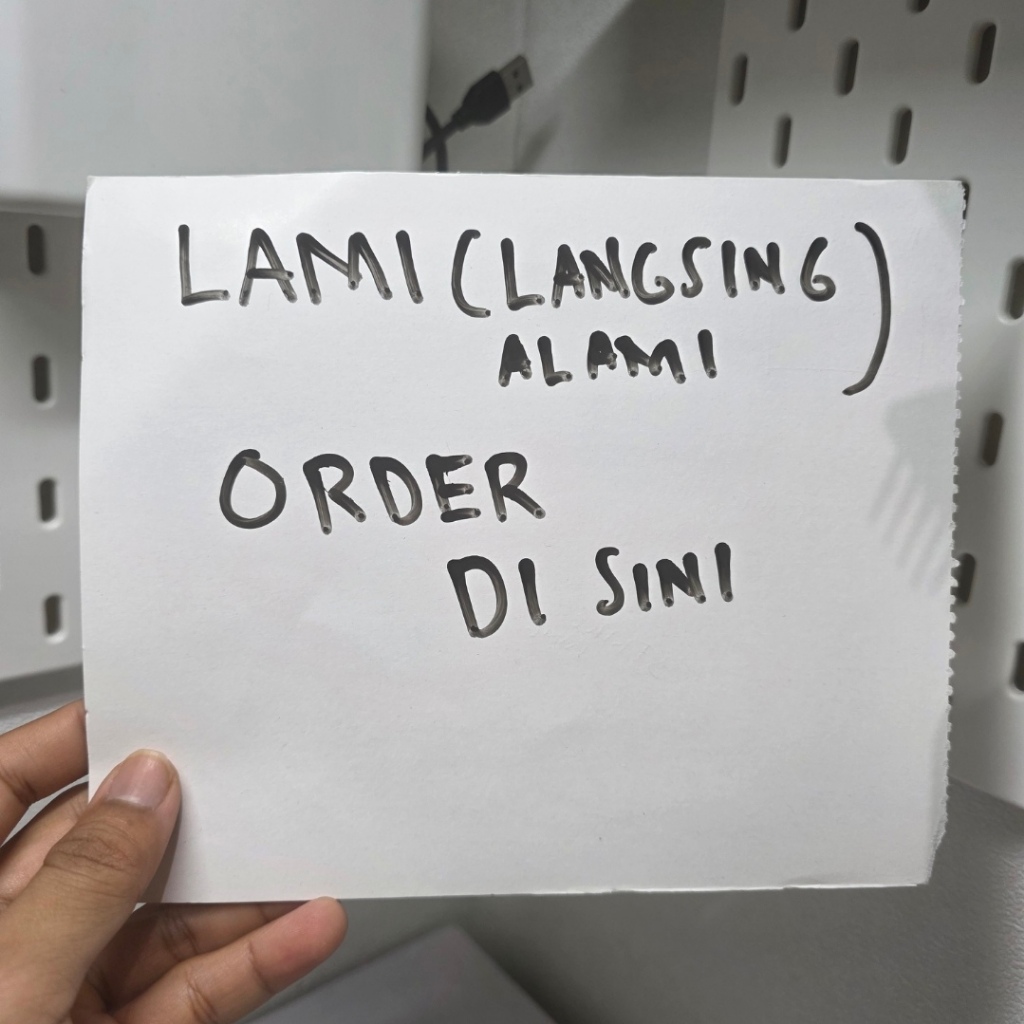 LAMI (LANGSING)
ALAMI
ORDER
DI SINI